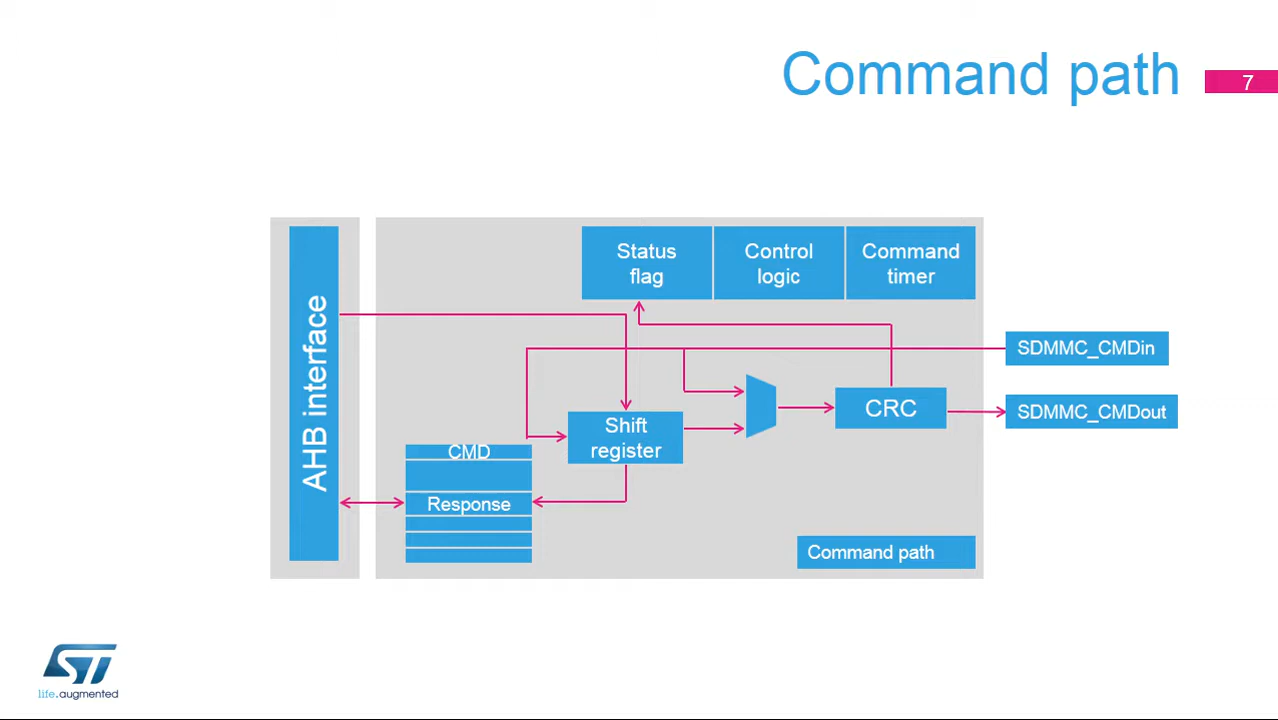 Command path
7
Status
flag
Control
logic
Command
timer
AHB interface
SDMMC_CMDin
SDMMC_CMDout
CRC
Shift
register
CMD
Response
Command path
ST
life.augmented